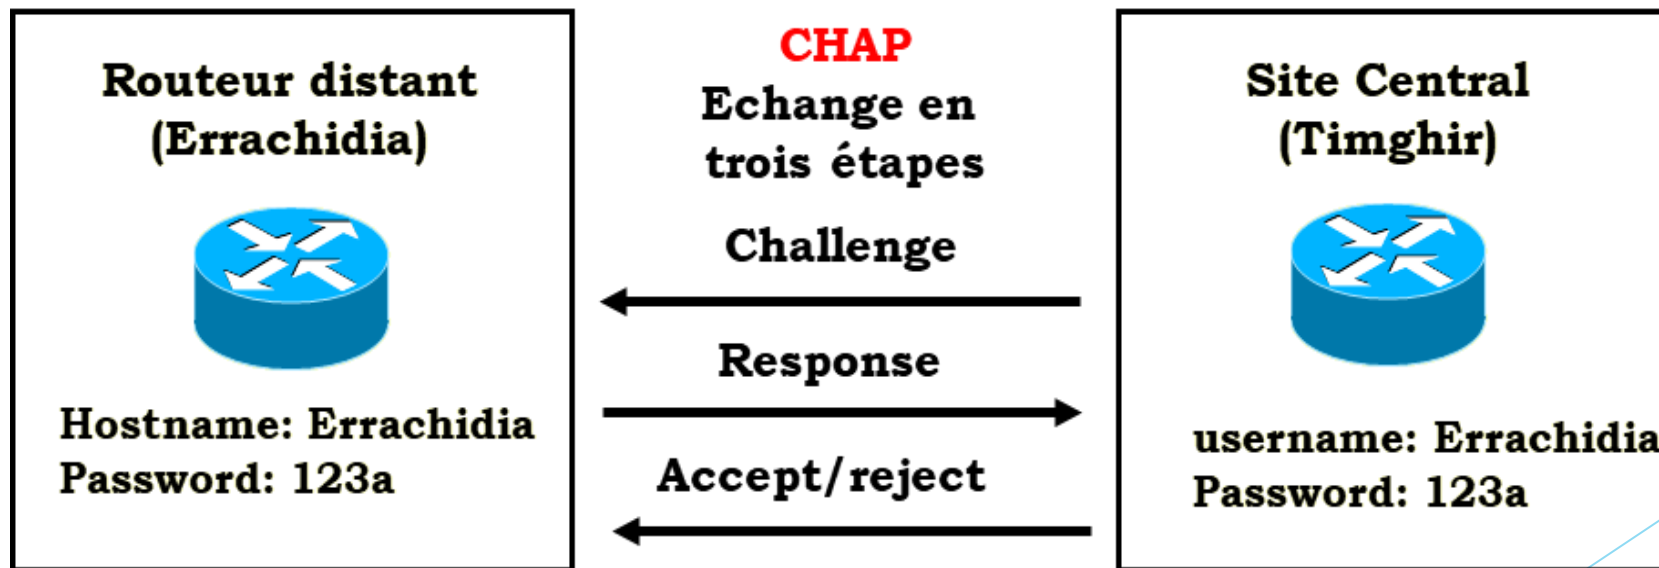 Routeur distant
(Errachidia)
Hostname: Errachidia
Password: 123a
CHAP
Echange en
trois étapes
Challenge
Response
Accept/reject
Site Central
(Timghir)
username: Errachidia
Password: 123a